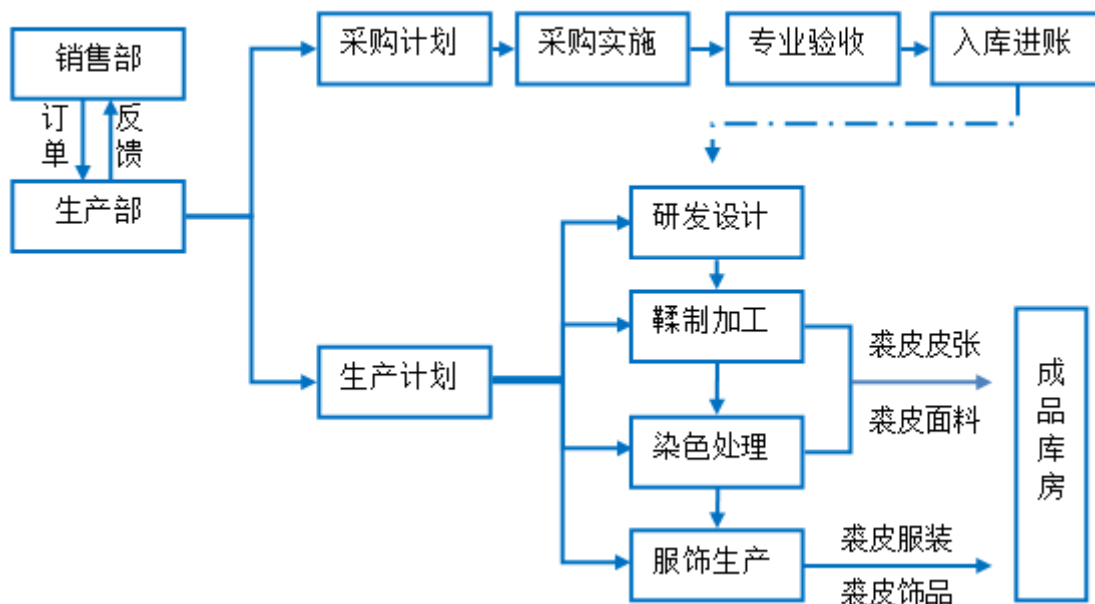 销售部
采购计划
采购实施
专业验收
入库进账
订单
反馈
生产部
研发设计
鞣制加工
裘皮皮张
生产计划
裘皮面料
染色处理
成品库房
服饰生产
裘皮服装
裘皮饰品